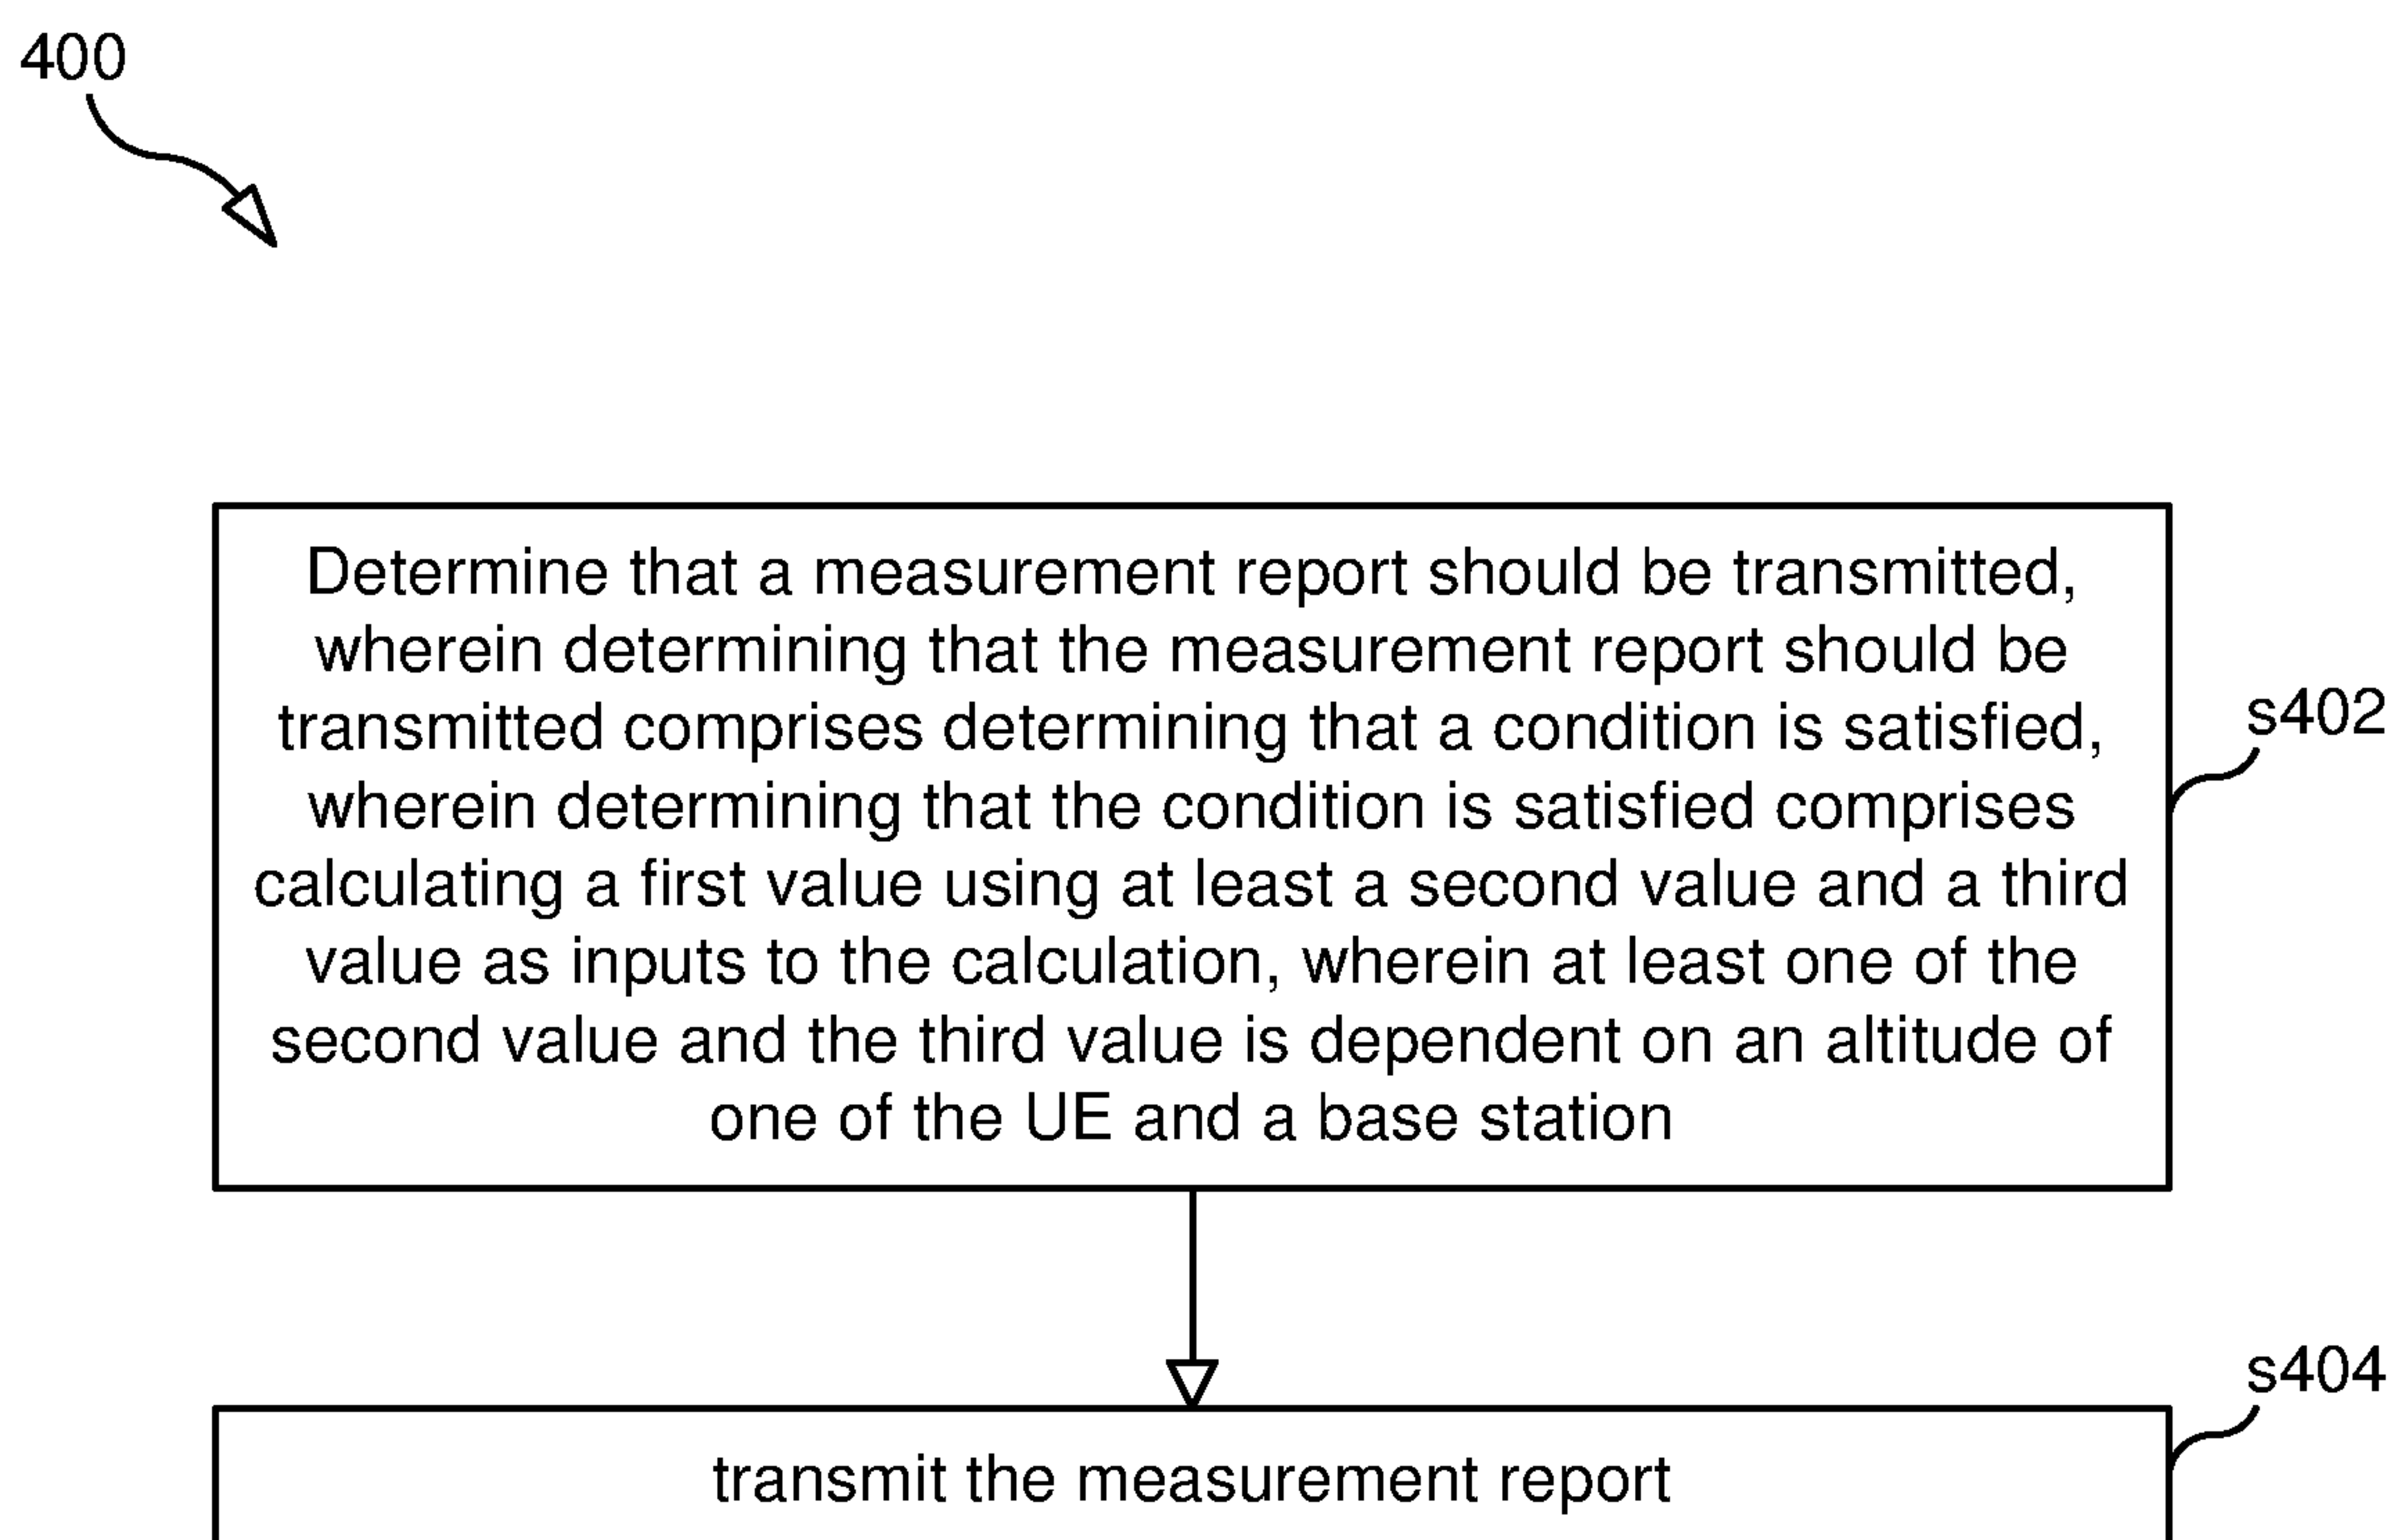 400
Determine that a measurement report should be transmitted,
wherein determining that the measurement report should be
transmitted comprises determining that a condition is satisfied,
wherein determining that the condition is satisfied comprises
calculating a first value using at least a second value and a third
value as inputs to the calculation, wherein at least one of the
second value and the third value is dependent on an altitude of
one of the UE and a base station
s402
s404
transmit the measurement report